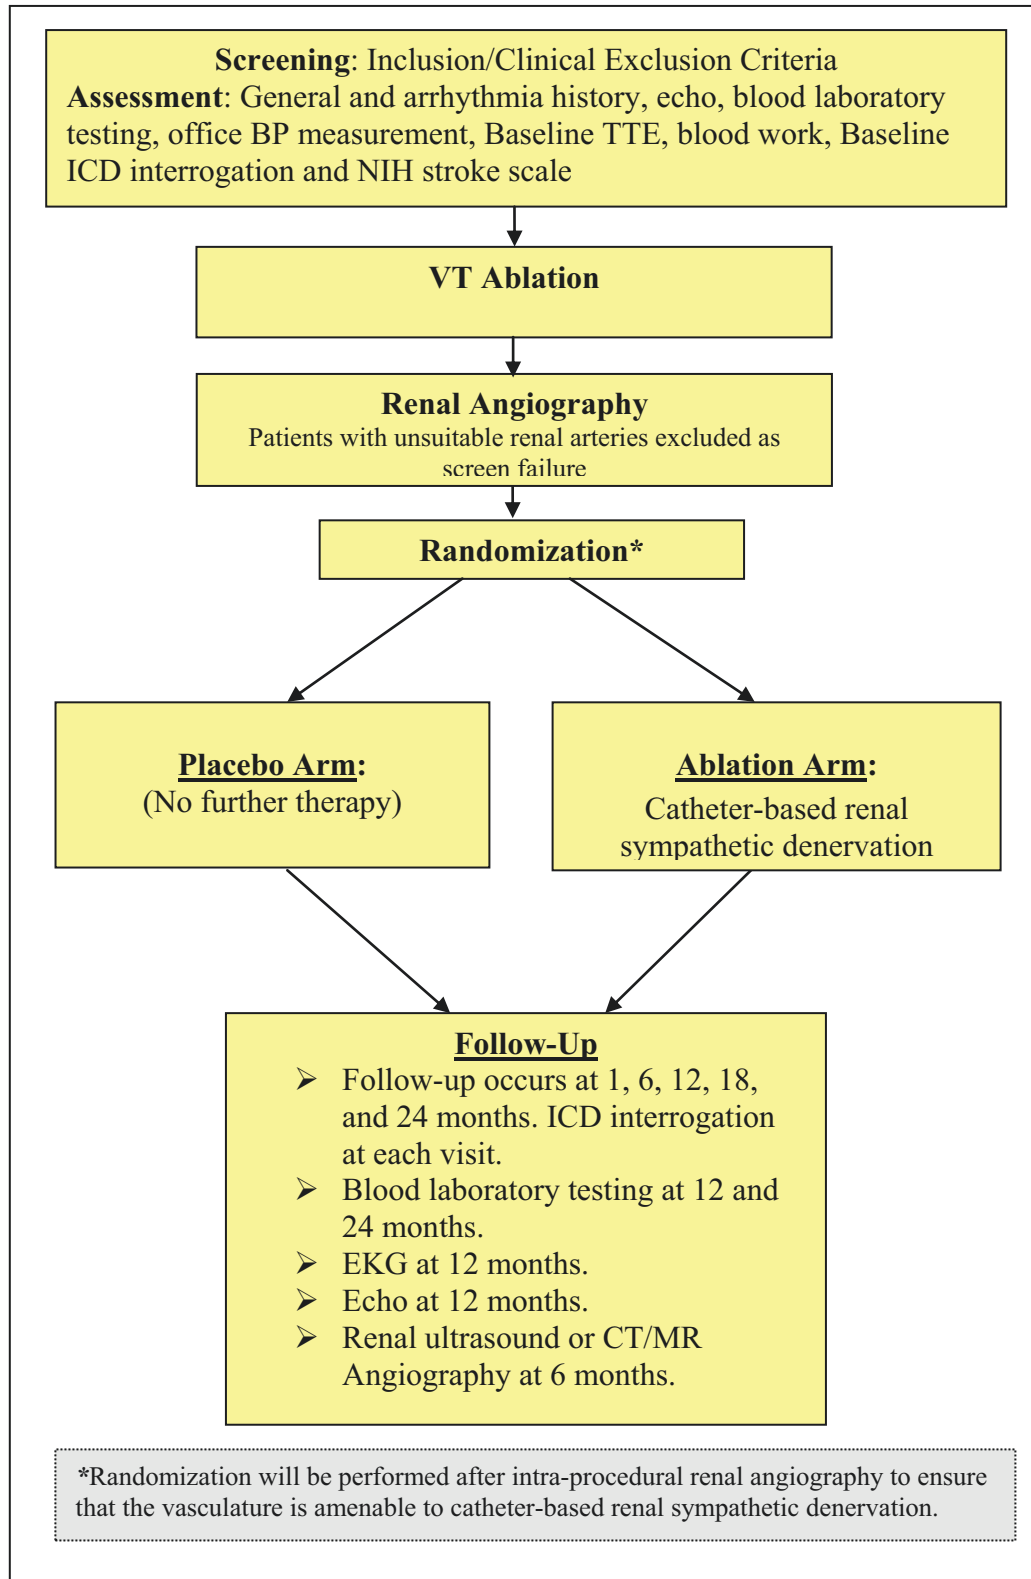 Screening: Inclusion/Clinical Exclusion Criteria
Assessment: General and arrhythmia history, echo, blood laboratory
testing, office BP measurement, Baseline TTE, blood work, Baseline
ICD interrogation and NIH stroke scale
VT Ablation
Renal Angiography
Patients with unsuitable renal arteries excluded as
screen failure
Randomization*
Placebo Arm:
(No further therapy)
Ablation Arm:
Catheter-based renal
sympathetic denervation
Follow-Up
➢ Follow-up occurs at 1, 6, 12, 18,
and 24 months. ICD interrogation
at each visit.
➢ Blood laboratory testing at 12 and
24 months.
➢ EKG at 12 months.
➢ Echo at 12 months.
➢ Renal ultrasound or CT/MR
Angiography at 6 months.
*Randomization will be performed after intra-procedural renal angiography to ensure
that the vasculature is amenable to catheter-based renal sympathetic denervation.